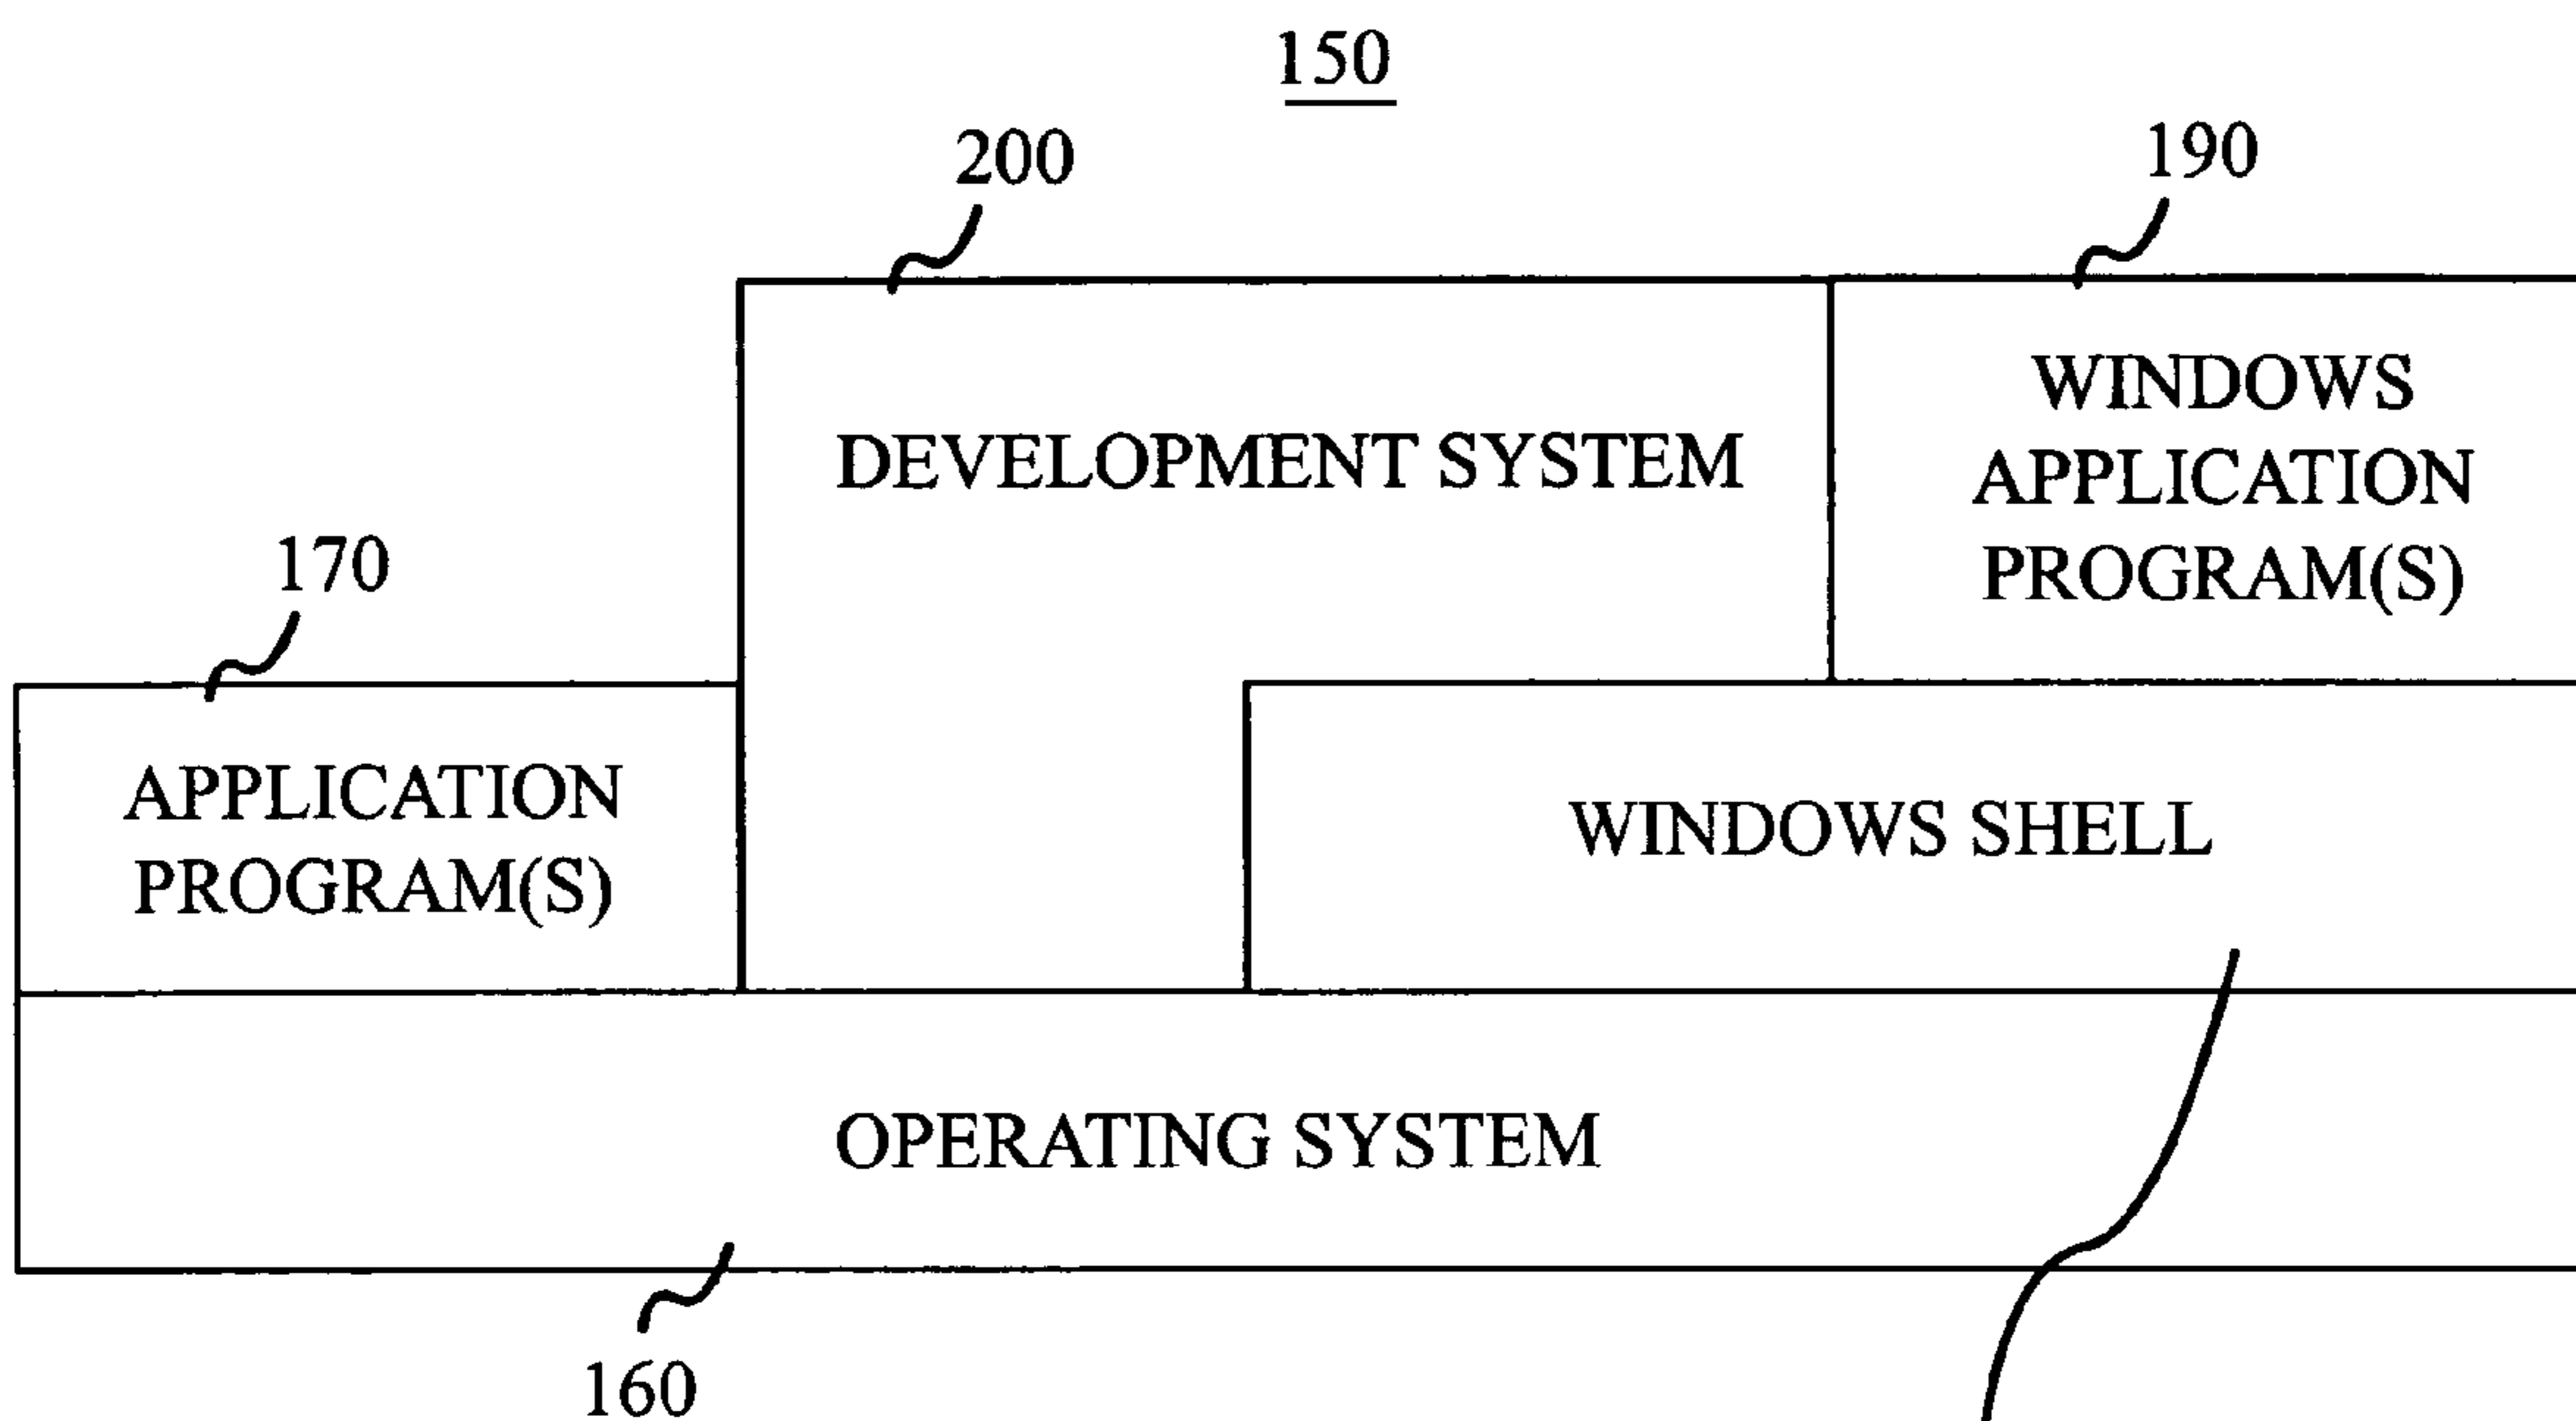 150
200
190
DEVELOPMENT SYSTEM
WINDOWS
APPLICATION
PROGRAM(S)
170
APPLICATION
PROGRAM(S)
WINDOWS SHELL
OPERATING SYSTEM
160